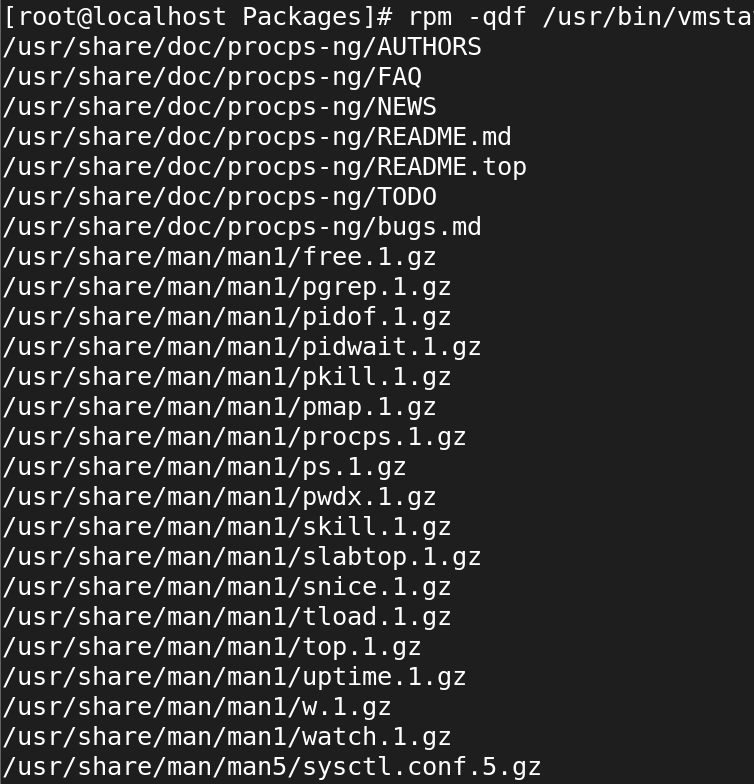 [root@localhost Packages]# rpm -qdf /usr/bin/vmsta
/usr/share/doc/procps-ng/AUTHORS
/usr/share/doc/procps-ng/FAQ
/usr/share/doc/procps-ng/NEWS
/usr/share/doc/procps-ng/README.md
/usr/share/doc/procps-ng/README.top
/usr/share/doc/procps-ng/TODO
/usr/share/doc/procps-ng/bugs.md
/usr/share/man/man1/free.1.gz
/usr/share/man/man1/pgrep.1.gz
/usr/share/man/man1/pidof.1.gz
/usr/share/man/man1/pidwait.1.gz
/usr/share/man/man1/pkill.1.gz
/usr/share/man/man1/pmap.1.gz
/usr/share/man/man1/procps.1.gz
/usr/share/man/man1/ps.1.gz
/usr/share/man/man1/pwdx.1.gz
/usr/share/man/man1/skill.1.gz
/usr/share/man/man1/slabtop.1.gz
/usr/share/man/man1/snice.1.gz
/usr/share/man/man1/tload.1.gz
/usr/share/man/man1/top.1.gz
/usr/share/man/man1/uptime.1.gz
/usr/share/man/man1/w.1.gz
/usr/share/man/man1/watch.1.gz
/usr/share/man/man5/sysctl.conf.5.gz